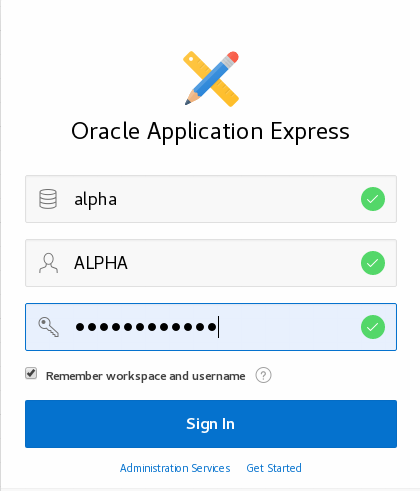 Oracle Application Express
alpha
ALPHA
••••••••••••
Remember workspace and username ?
Sign In
Administration Services Get Started